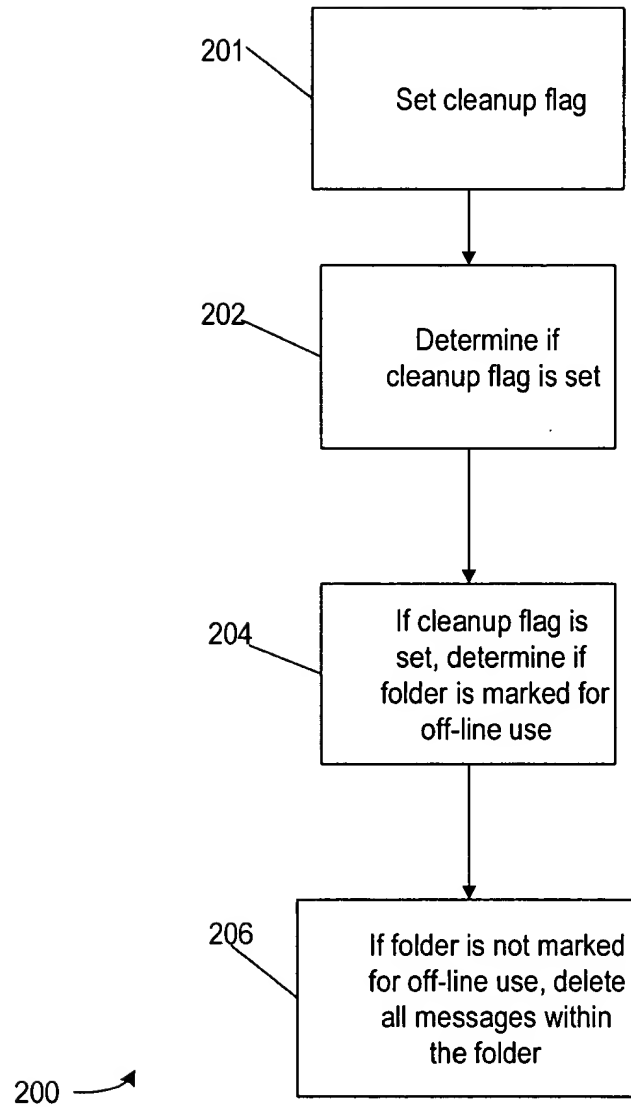 201
Set cleanup flag
202
Determine if
cleanup flag is set
204
If cleanup flag is
set, determine if
folder is marked for
off-line use
206
If folder is not marked
for off-line use, delete
all messages within
the folder
200